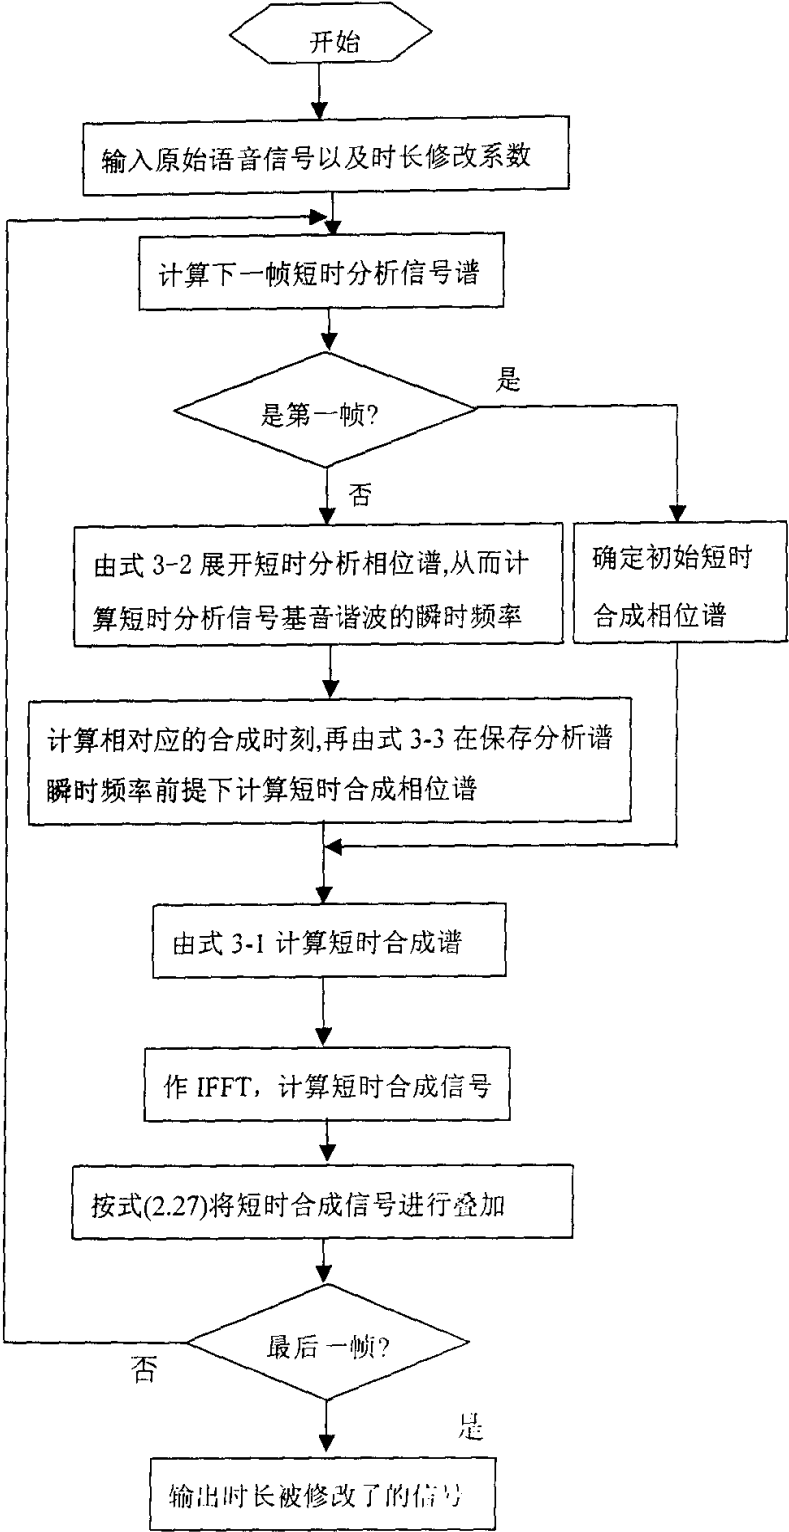 开始
输入原始语音信号以及时长修改系数
计算下一帧短时分析信号谱
是第一帧?
是
否
由式 3-2 展开短时分析相位谱,从而计
算短时分析信号基音谐波的瞬时频率
确定初始短时
合成相位谱
计算相对应的合成时刻,再由式 3-3 在保存分析谱
瞬时频率前提下计算短时合成相位谱
由式 3-1 计算短时合成谱
作 IFFT，计算短时合成信号
按式(2.27)将短时合成信号进行叠加
最后一帧?
否
是
输出时长被修改了的信号